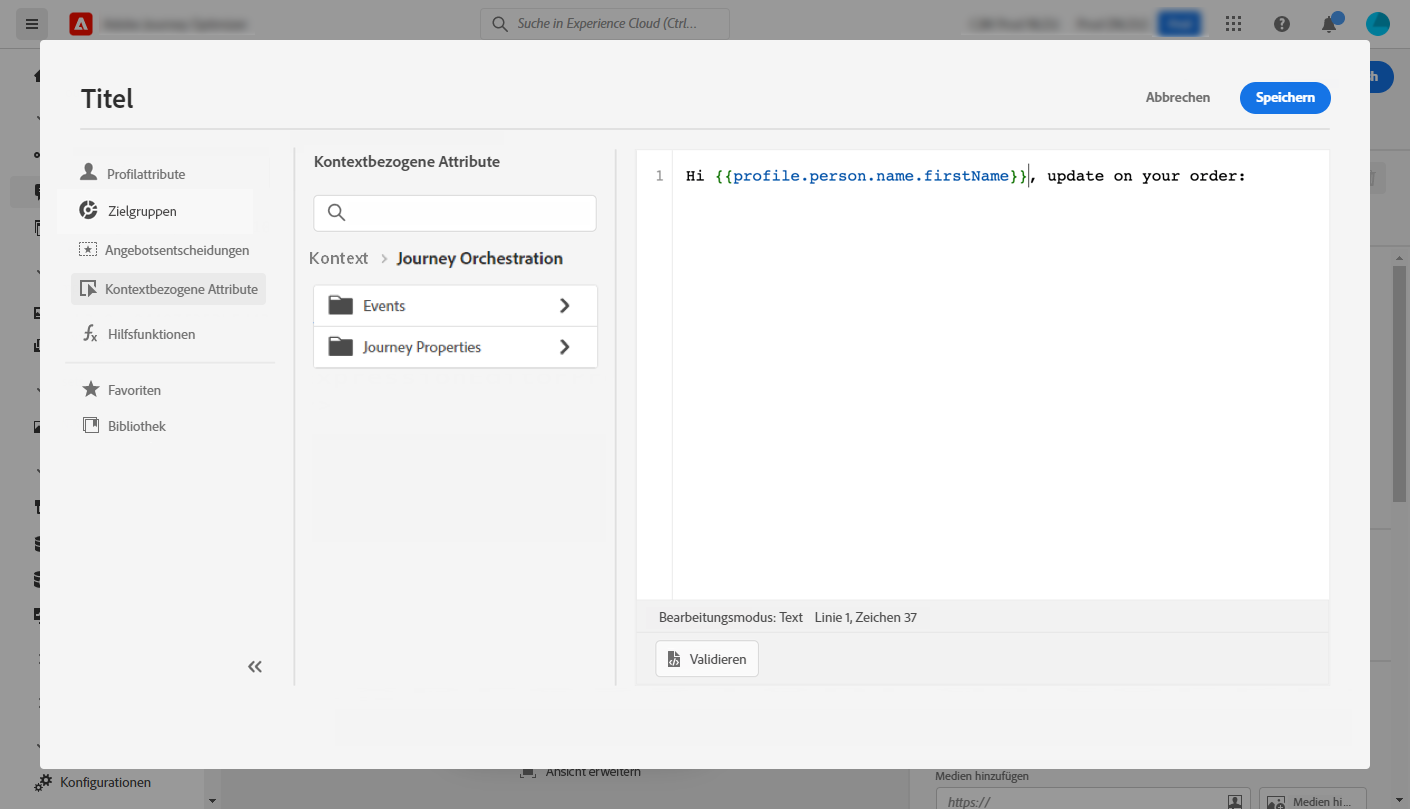 Suche in Experience Cloud (Ctrl...
Titel
Abbrechen
Speichern
Profilattribute
Zielgruppen
Angebotsentscheidungen
Kontextbezogene Attribute
Hilfsfunktionen
Favoriten
Bibliothek
Kontextbezogene Attribute
Kontext > Journey Orchestration
Events
Journey Properties
1 Hi {{profile.person.name.firstName}}, update on your order:
Bearbeitungsmodus: Text Linie 1, Zeichen 37
Validieren
Konfigurationen
Ansicht erweitern
Medien hinzufügen
https://
Medien hi...